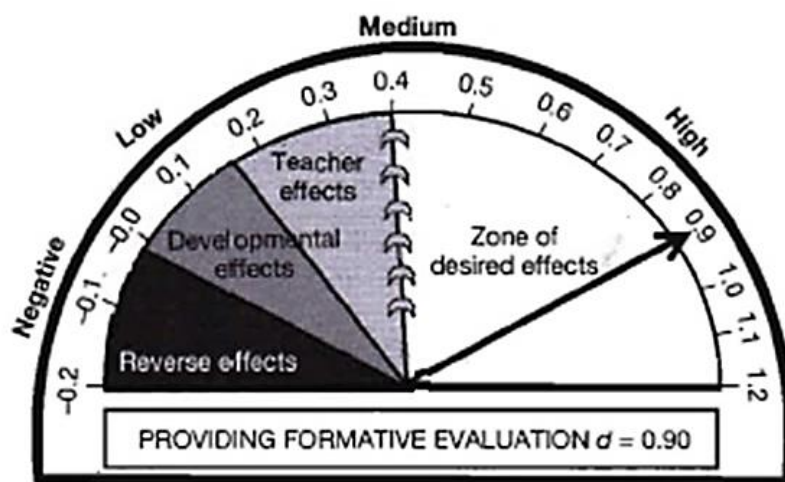 Medium
Low
High
Negative
-0.2
-0.1
-0.0
0.1
0.2
0.3
0.4
0.5
0.6
0.7
0.8
0.9
1.0
1.1
1.2
Teacher
effects
Developmental
effects
Reverse effects
Zone of
desired effects
PROVIDING FORMATIVE EVALUATION d = 0.90